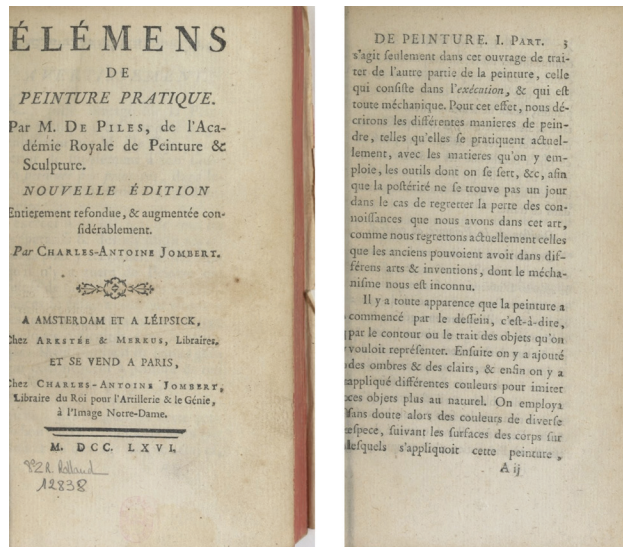 ÉLÉMENS
DE
PEINTURE PRATIQUE.
Par M. DE PILES, de l'Aca-
démie Royale de Peinture &
Sculpture.
NOUVELLE ÉDITION
Entierement refondue, & augmentée con-
sidérablement.
Par CHARLES-ANTOINE JOMBERT.
A AMSTERDAM ET A LÉIPSICK,
Chez ARKSTÉE & MERKUS, Libraires.
ET SE VEND A PARIS,
Chez CHARLES-ANTOINE JOMBERT,
Libraire du Roi pour l'Artillerie & le Génie,
à l'Image Notre-Dame.
M. DCC. LXVI.
8°Z R. Rolland
12838
DE PEINTURE. I. PART. 3
s'agit seulement dans cet ouvrage de trai-
ter de l'autre partie de la peinture, celle
qui consiste dans l'exécution, & qui est
toute méchanique. Pour cet effet, nous dé-
crirons les différentes manieres de pein-
dre, telles qu'elles se pratiquent actuel-
lement, avec les matieres qu'on y em-
ploie, les outils dont on se sert, &c, afin
que la postérité ne se trouve pas un jour
dans le cas de regretter la perte des con-
noissances que nous avons dans cet art,
comme nous regrettons actuellement celles
que les anciens pouvoient avoir dans dif-
férens arts & inventions, dont le mécha-
nisme nous est inconnu.
Il y a toute apparence que la peinture a
commencé par le dessein, c'est-à-dire,
par le contour ou le trait des objets qu'on
vouloit représenter. Ensuite on y a ajouté
des ombres & des clairs, & enfin on y a
appliqué différentes couleurs pour imiter
ces objets plus au naturel. On employa
sans doute alors des couleurs de diverse
espece, suivant les surfaces des corps sur
lesquels s'appliquoit cette peinture,
A ij